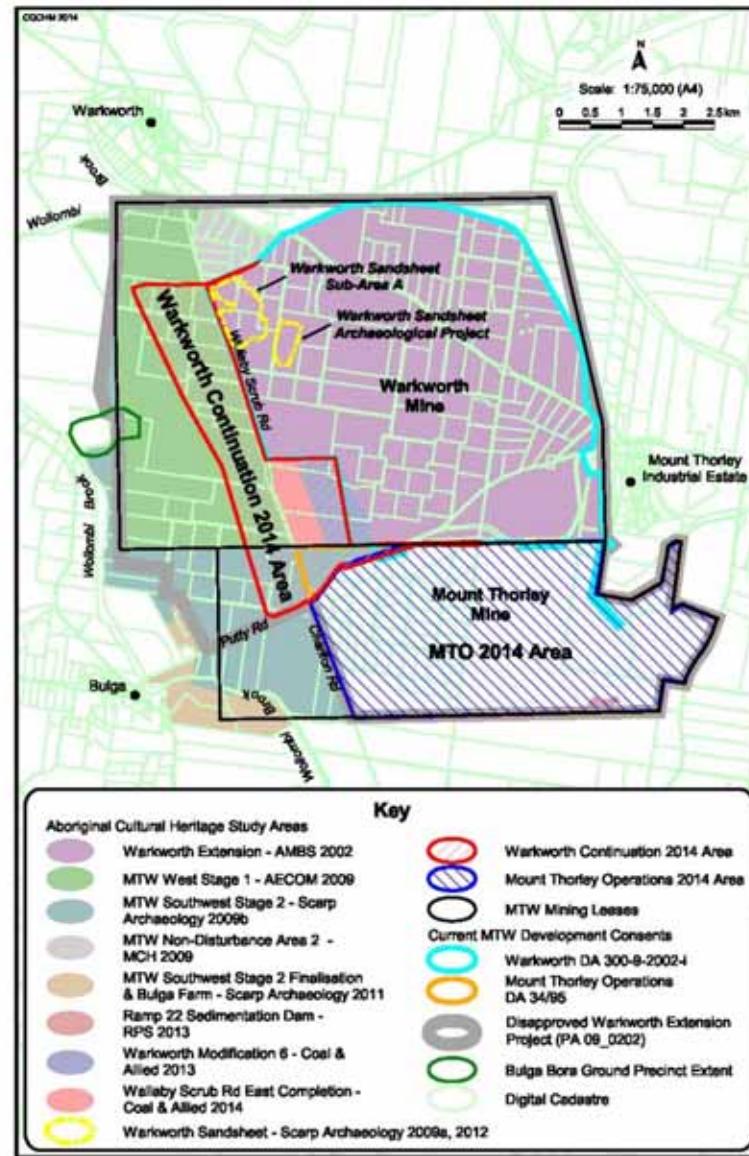 CQCHM 2014
N
Scale: 1:75,000 (A4)
0 0.5 1 1.5 2 2.5 km
Warkworth
Brook
Wollombi
Warkworth Sandsheet
Sub-Area A
Warkworth Sandsheet
Archaeological Project
Wallaby Scrub Rd
Warkworth
Mine
Warkworth Continuation 2014 Area
Mount Thorley
Industrial Estate
Wollombi Brook
Mount Thorley
Mine
MTO 2014 Area
Putty Rd
Charlton Rd
Bulga
Brook
Wollombi
Key
Aboriginal Cultural Heritage Study Areas
Warkworth Extension - AMBS 2002
MTW West Stage 1 - AECOM 2009
MTW Southwest Stage 2 - Scarp
Archaeology 2009b
MTW Non-Disturbance Area 2 -
MCH 2009
MTW Southwest Stage 2 Finalisation
& Bulga Farm - Scarp Archaeology 2011
Ramp 22 Sedimentation Dam -
RPS 2013
Warkworth Modification 6 - Coal &
Allied 2013
Wallaby Scrub Rd East Completion -
Coal & Allied 2014
Warkworth Sandsheet - Scarp Archaeology 2009a, 2012
Warkworth Continuation 2014 Area
Mount Thorley Operations 2014 Area
MTW Mining Leases
Current MTW Development Consents
Warkworth DA 300-9-2002-i
Mount Thorley Operations
DA 34/95
Disapproved Warkworth Extension
Project (PA 09_0202)
Bulga Bora Ground Precinct Extent
Digital Cadastre